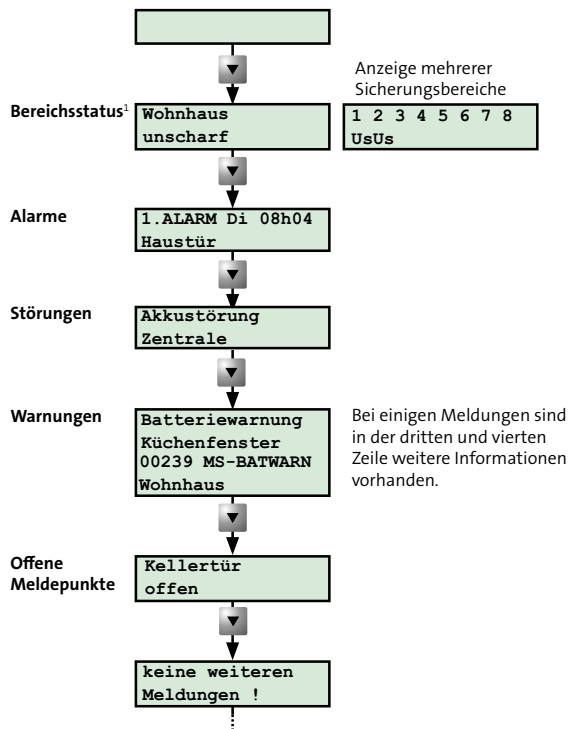 Anzeige mehrerer
Sicherungsbereiche
Bereichsstatus¹
Wohnhaus
unscharf
1 2 3 4 5 6 7 8
UsUs
Alarme
1.ALARM Di 08h04
Haustür
Störungen
Akkustörung
Zentrale
Warnungen
Batteriewarnung
Küchenfenster
00239 MS-BATWARN
Wohnhaus
Bei einigen Meldungen sind
in der dritten und vierten
Zeile weitere Informationen
vorhanden.
Offene
Meldepunkte
Kellertür
offen
keine weiteren
Meldungen !